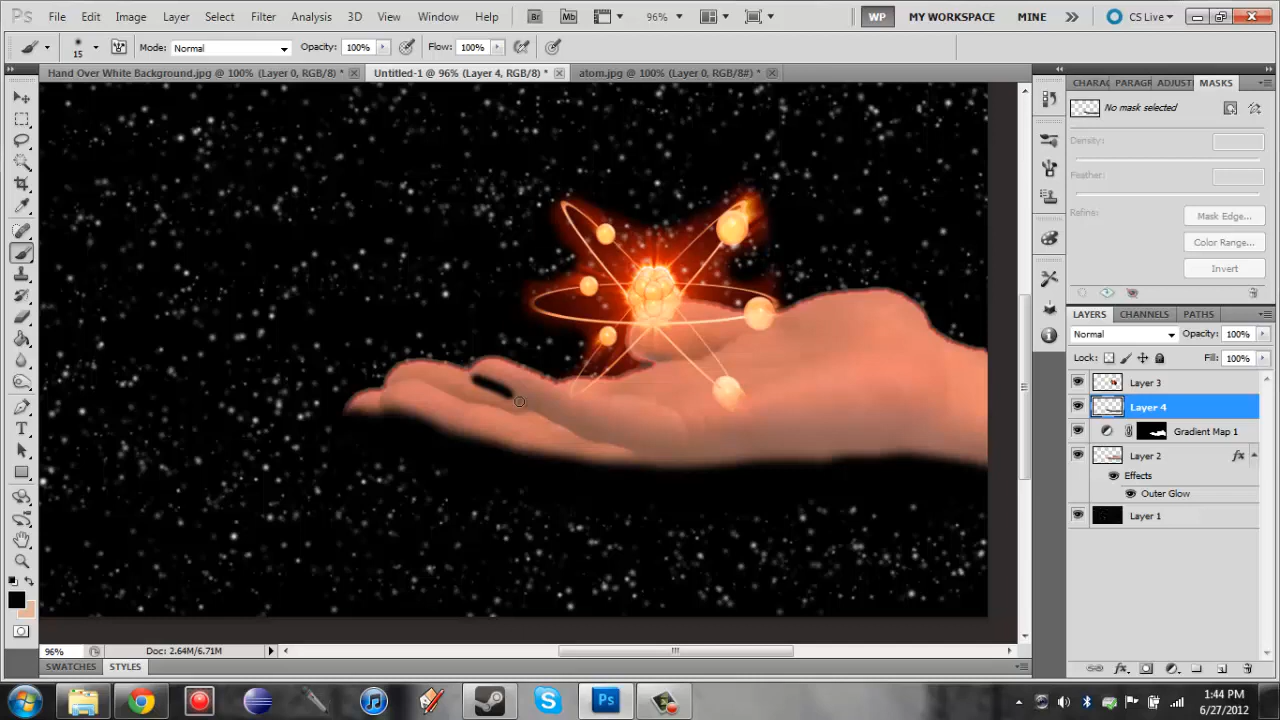 Ps File Edit Image Layer Select Filter Analysis 3D View Window Help Br Mb 96% WP MY WORKSPACE MINE CS Live
15 Mode: Normal Opacity: 100% Flow: 100%
Hand Over White Background.jpg @ 100% (Layer 0, RGB/8) * Untitled-1 @ 96% (Layer 4, RGB/8) * atom.jpg @ 100% (Layer 0, RGB/8#) *
CHARAC PARAGR ADJUST MASKS
No mask selected
Density:
Feather:
Refine: Mask Edge...
Color Range...
Invert
LAYERS CHANNELS PATHS
Normal Opacity: 100%
Lock: Fill: 100%
Layer 3
Layer 4
Gradient Map 1
Layer 2 fx
Effects
Outer Glow
Layer 1
96% Doc: 2.64M/6.71M
SWATCHES STYLES
Ps 1:44 PM
6/27/2012